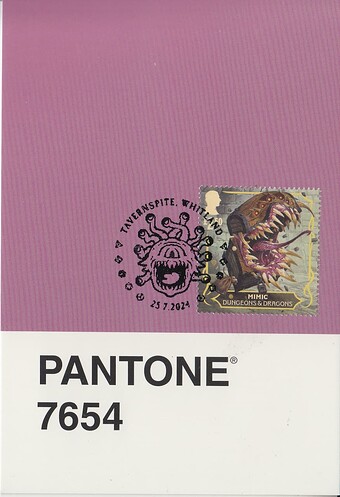 TAVERNSPITE, WHITLAND
25.7.2024
MIMIC
DUNGEONS & DRAGONS
PANTONE®
7654